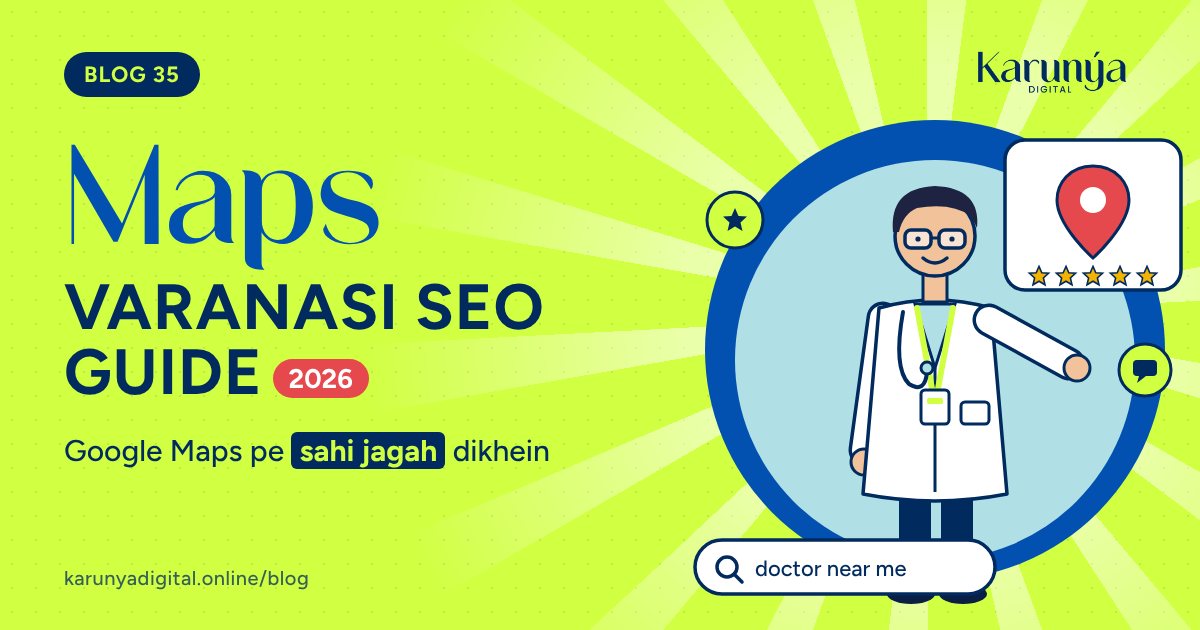 BLOG 35
Karunýa
DIGITAL
Maps
VARANASI SEO
GUIDE 2026
Google Maps pe sahi jagah dikhein
doctor near me
karunyadigital.online/blog